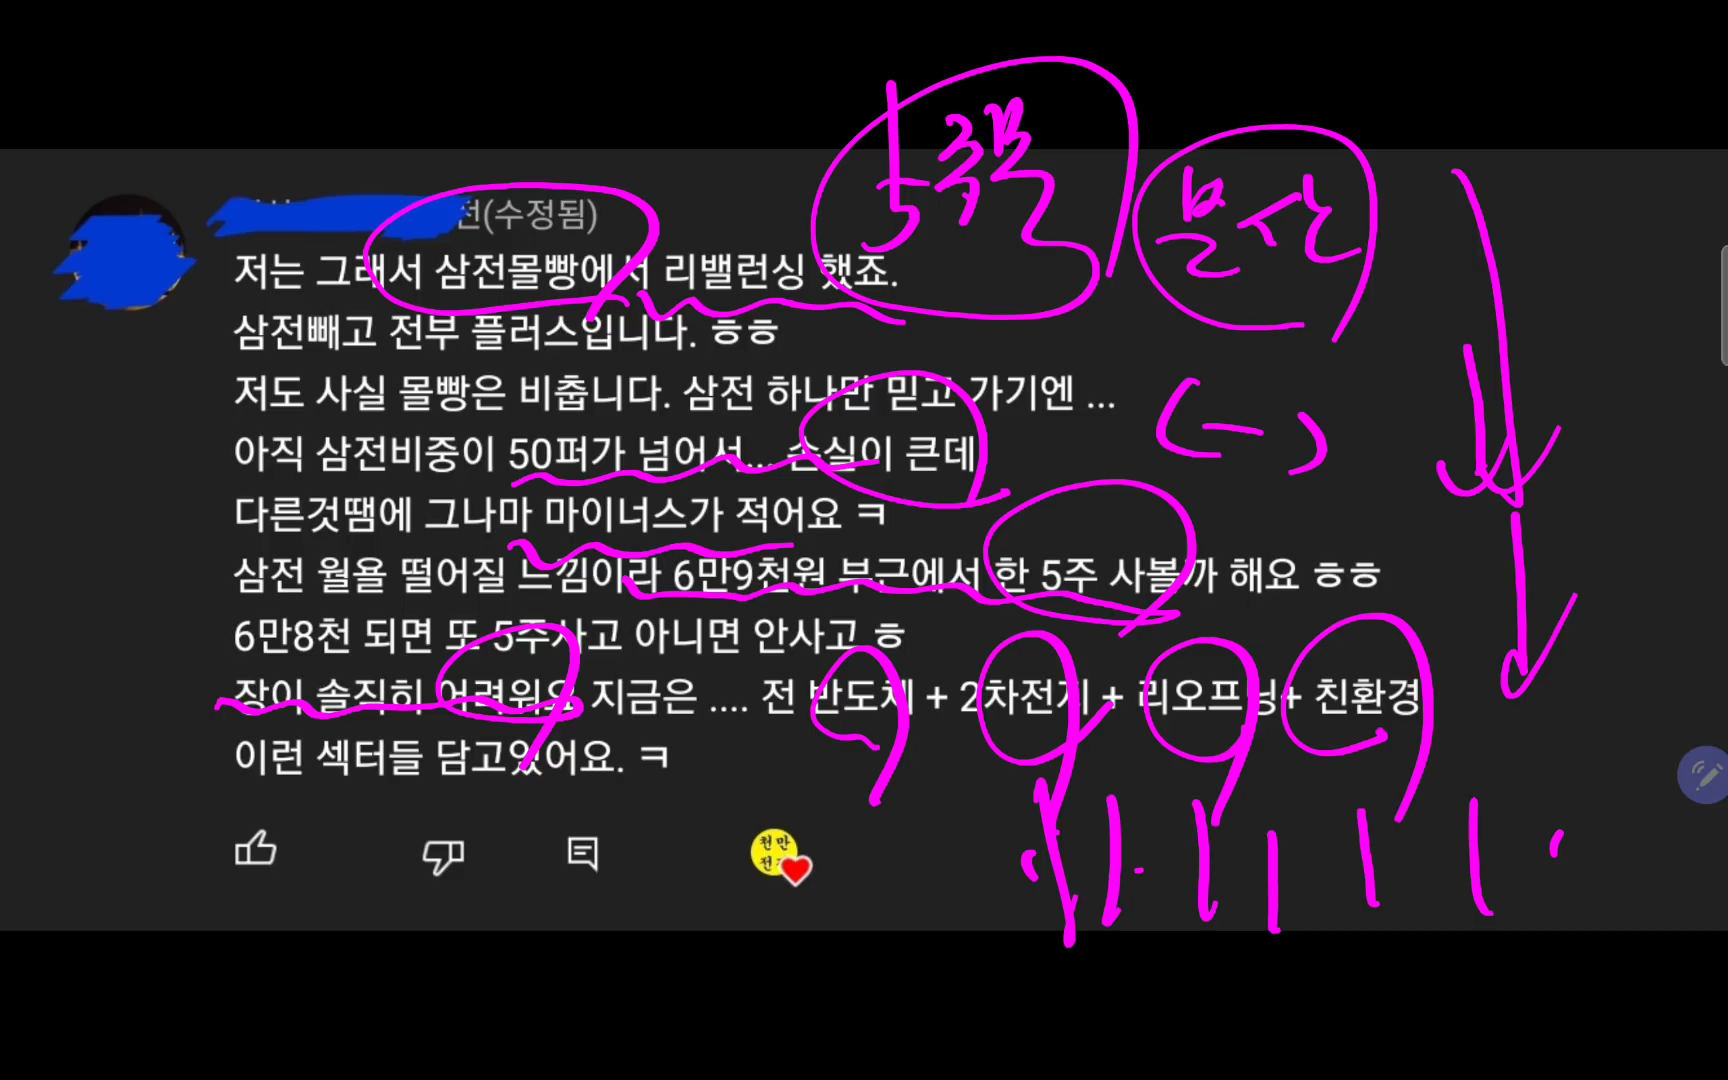 5종목
분산
전(수정됨)
저는 그래서 삼전몰빵에서 리밸런싱 했죠.
삼전빼고 전부 플러스입니다. ㅎㅎ
저도 사실 몰빵은 비춥니다. 삼전 하나만 믿고 가기엔 ...
아직 삼전비중이 50퍼가 넘어서... 손실이 큰데
(-)
다른것땜에 그나마 마이너스가 적어요 ㅋ
삼전 월욜 떨어질 느낌이라 6만9천원 부근에서 한 5주 사볼까 해요 ㅎㅎ
6만8천 되면 또 5주사고 아니면 안사고 ㅎ
장이 솔직히 어려워요 지금은 .... 전 반도체 + 2차전지 + 리오프닝+ 친환경
이런 섹터들 담고있어요. ㅋ
천만